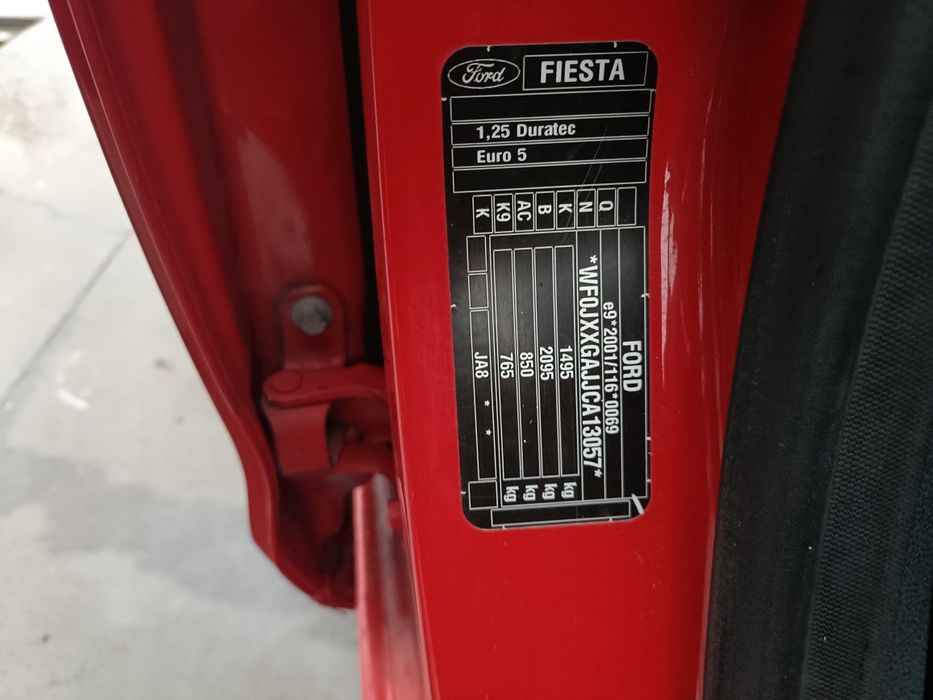 Ford FIESTA
1,25 Duratec
Euro 5
K K9 AC B K N Q
FORD
e9*2001/116*0069
*WF0JXXGAJJCA13057*
1495 kg
2095 kg
850 kg
765 kg
JA8 * *